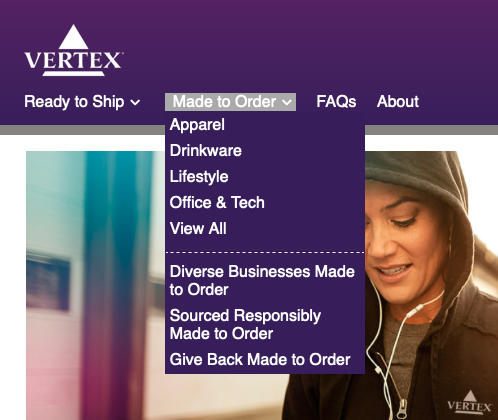 VERTEX
Ready to Ship
Made to Order
FAQs
About
Apparel
Drinkware
Lifestyle
Office & Tech
View All
Diverse Businesses Made
to Order
Sourced Responsibly
Made to Order
Give Back Made to Order
VERTEX